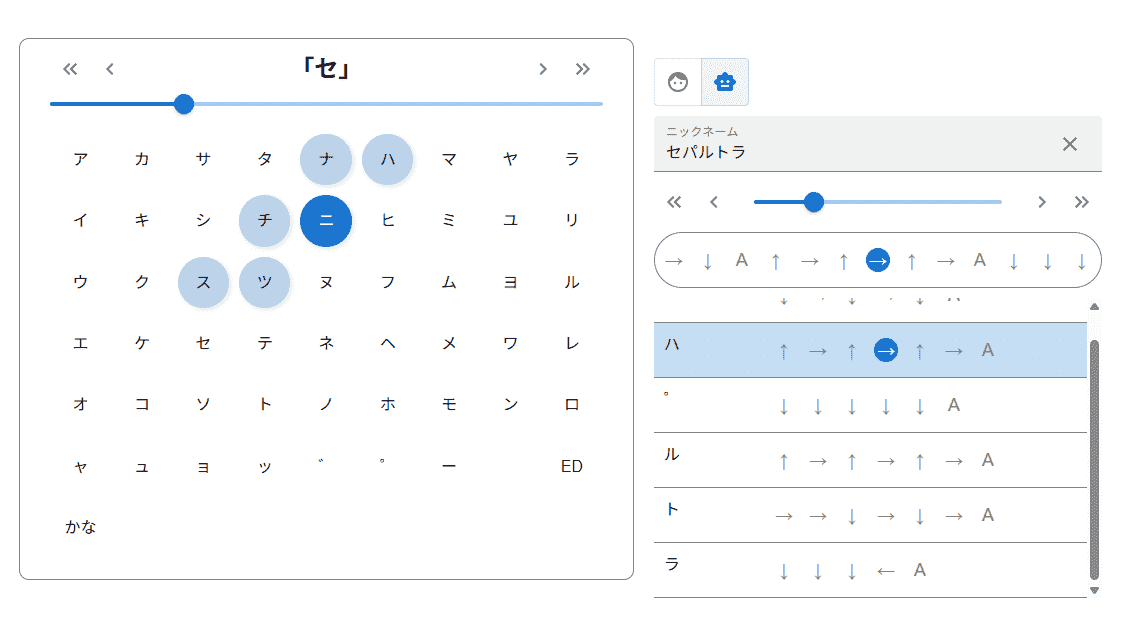 「セ」
ア カ サ タ ナ ハ マ ヤ ラ
イ キ シ チ ニ ヒ ミ ユ リ
ウ ク ス ツ ヌ フ ム ヨ ル
エ ケ セ テ ネ ヘ メ ワ レ
オ コ ソ ト ノ ホ モ ン ロ
ャ ュ ョ ッ ゛ ゜ ー ED
かな
ニックネーム
セパルトラ
→ ↓ A ↑ → ↑ → ↑ → A ↓ ↓ ↓
ハ ↑ → ↑ → ↑ → A
゜ ↓ ↓ ↓ ↓ ↓ A
ル ↑ → ↑ → ↑ → A
ト → → ↓ → ↓ → A
ラ ↓ ↓ ↓ ← A